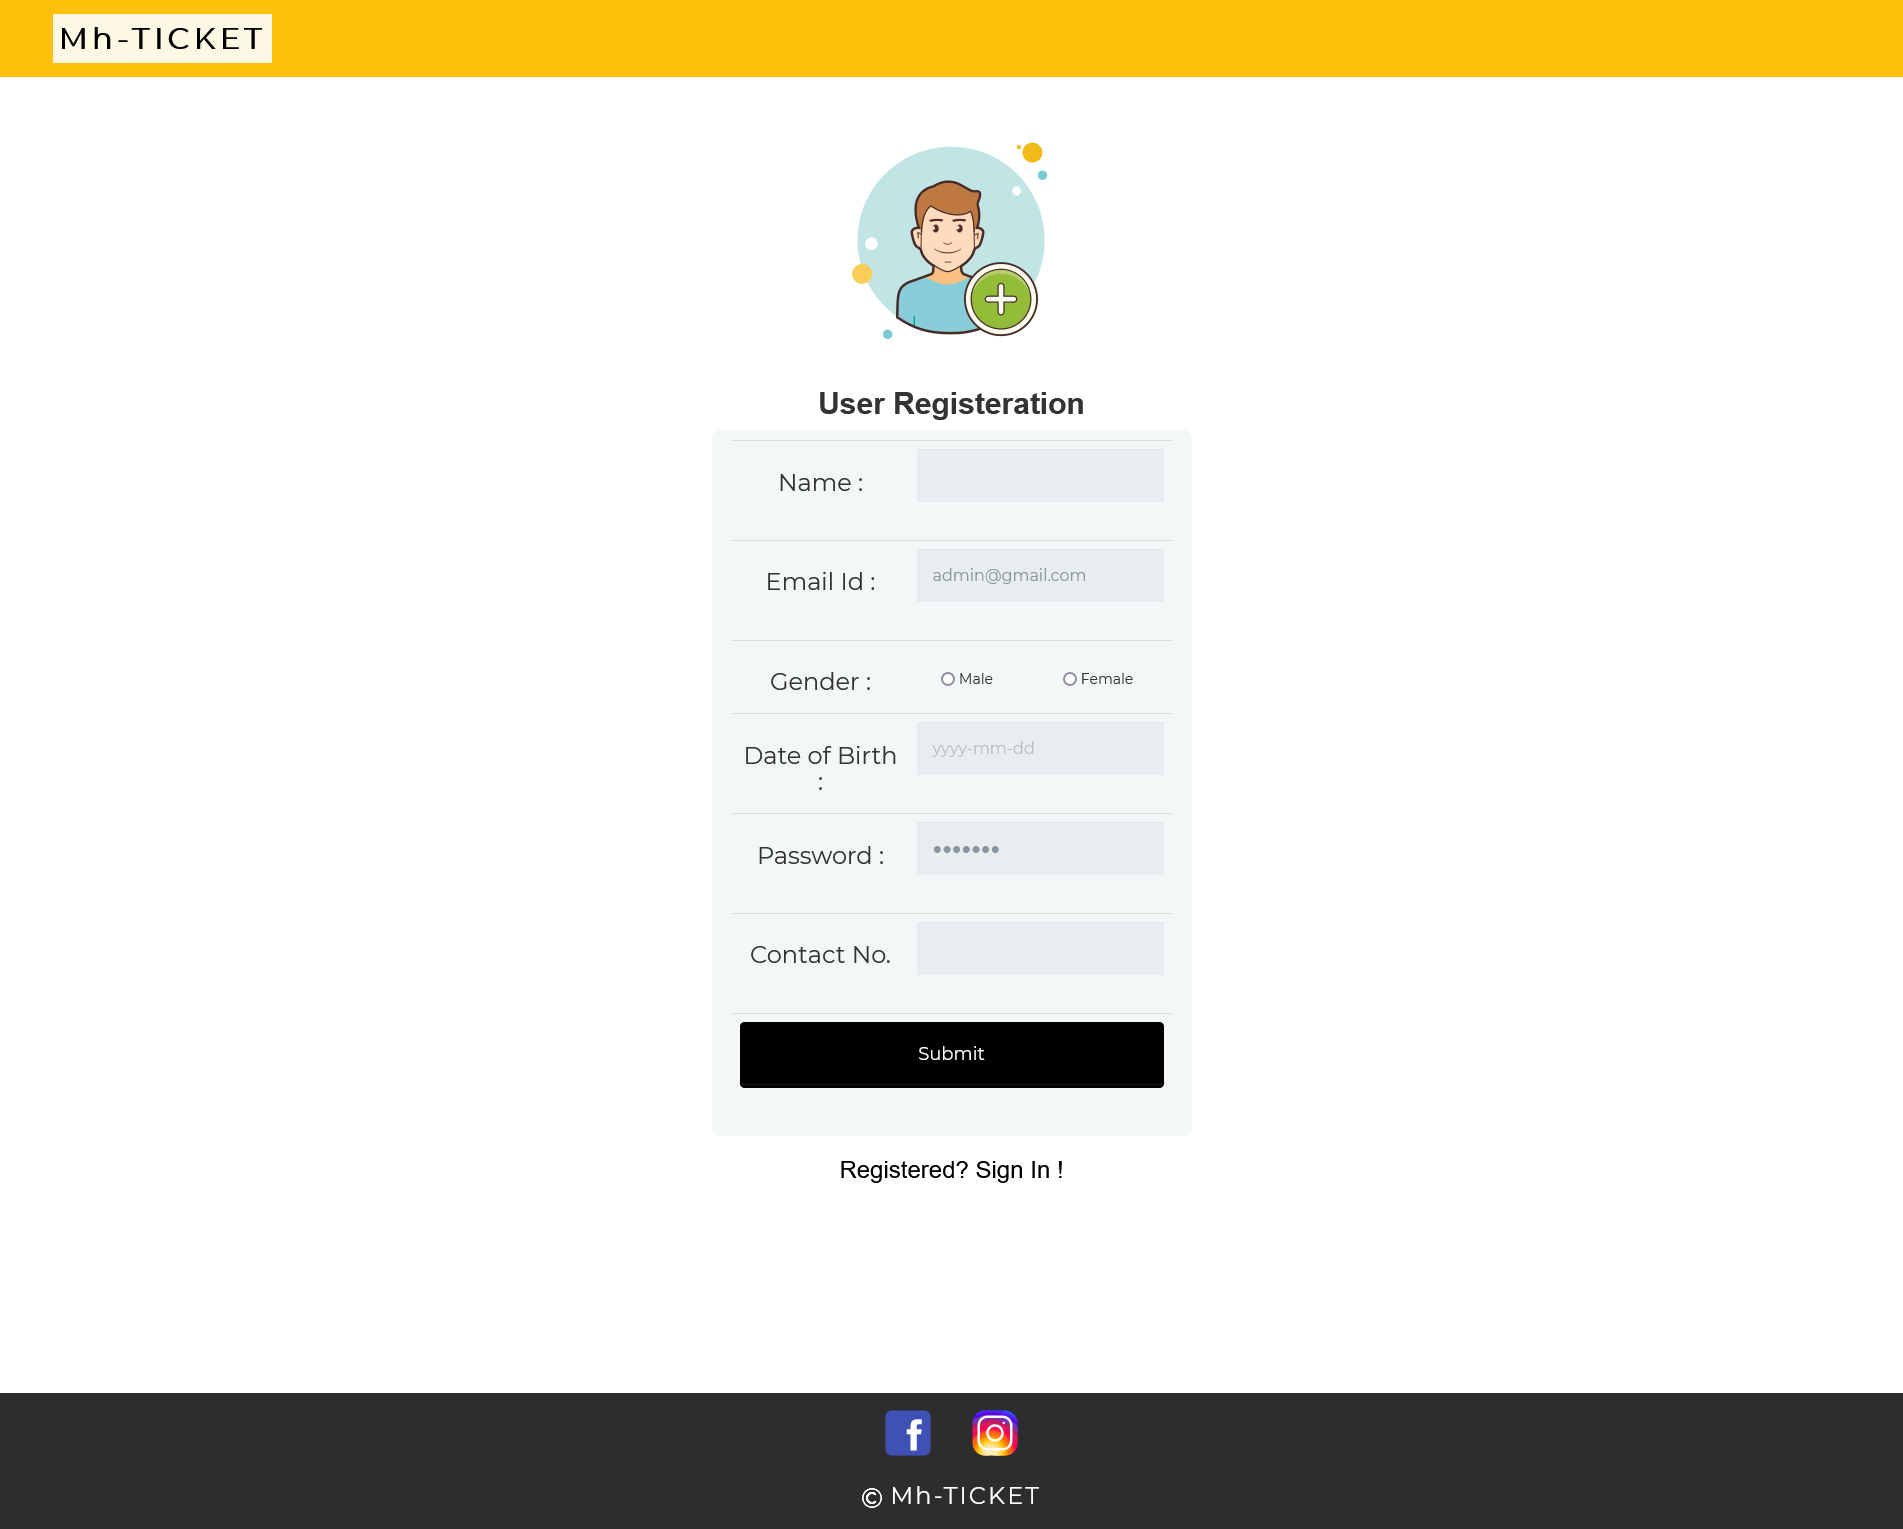 Mh-TICKET
User Registeration
Name :
Email Id : admin@gmail.com
Gender : Male Female
Date of Birth : yyyy-mm-dd
Password : •••••••
Contact No.
Submit
Registered? Sign In !
f
© Mh-TICKET